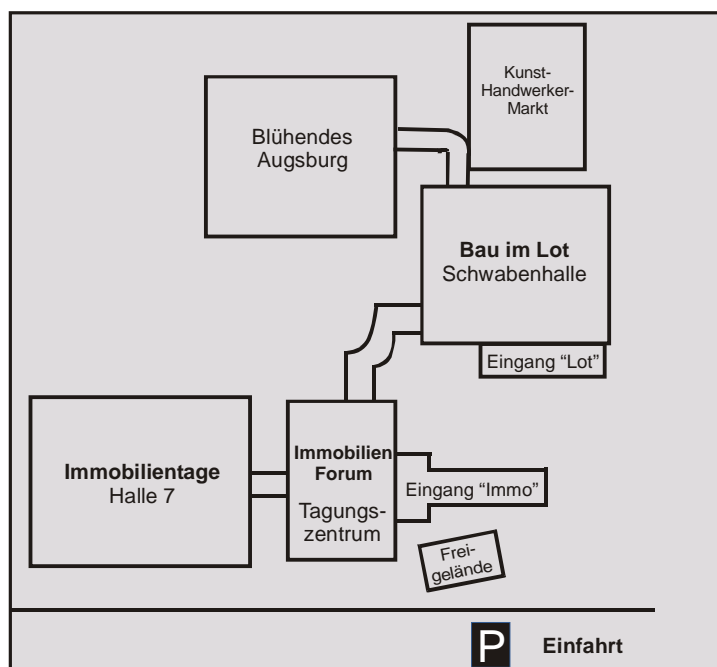 Kunst-
Handwerker-
Markt
Blühendes
Augsburg
Bau im Lot
Schwabenhalle
Eingang “Lot”
Immobilientage
Halle 7
Immobilien
Forum
Tagungs-
zentrum
Eingang “Immo”
Frei-
gelände
P Einfahrt